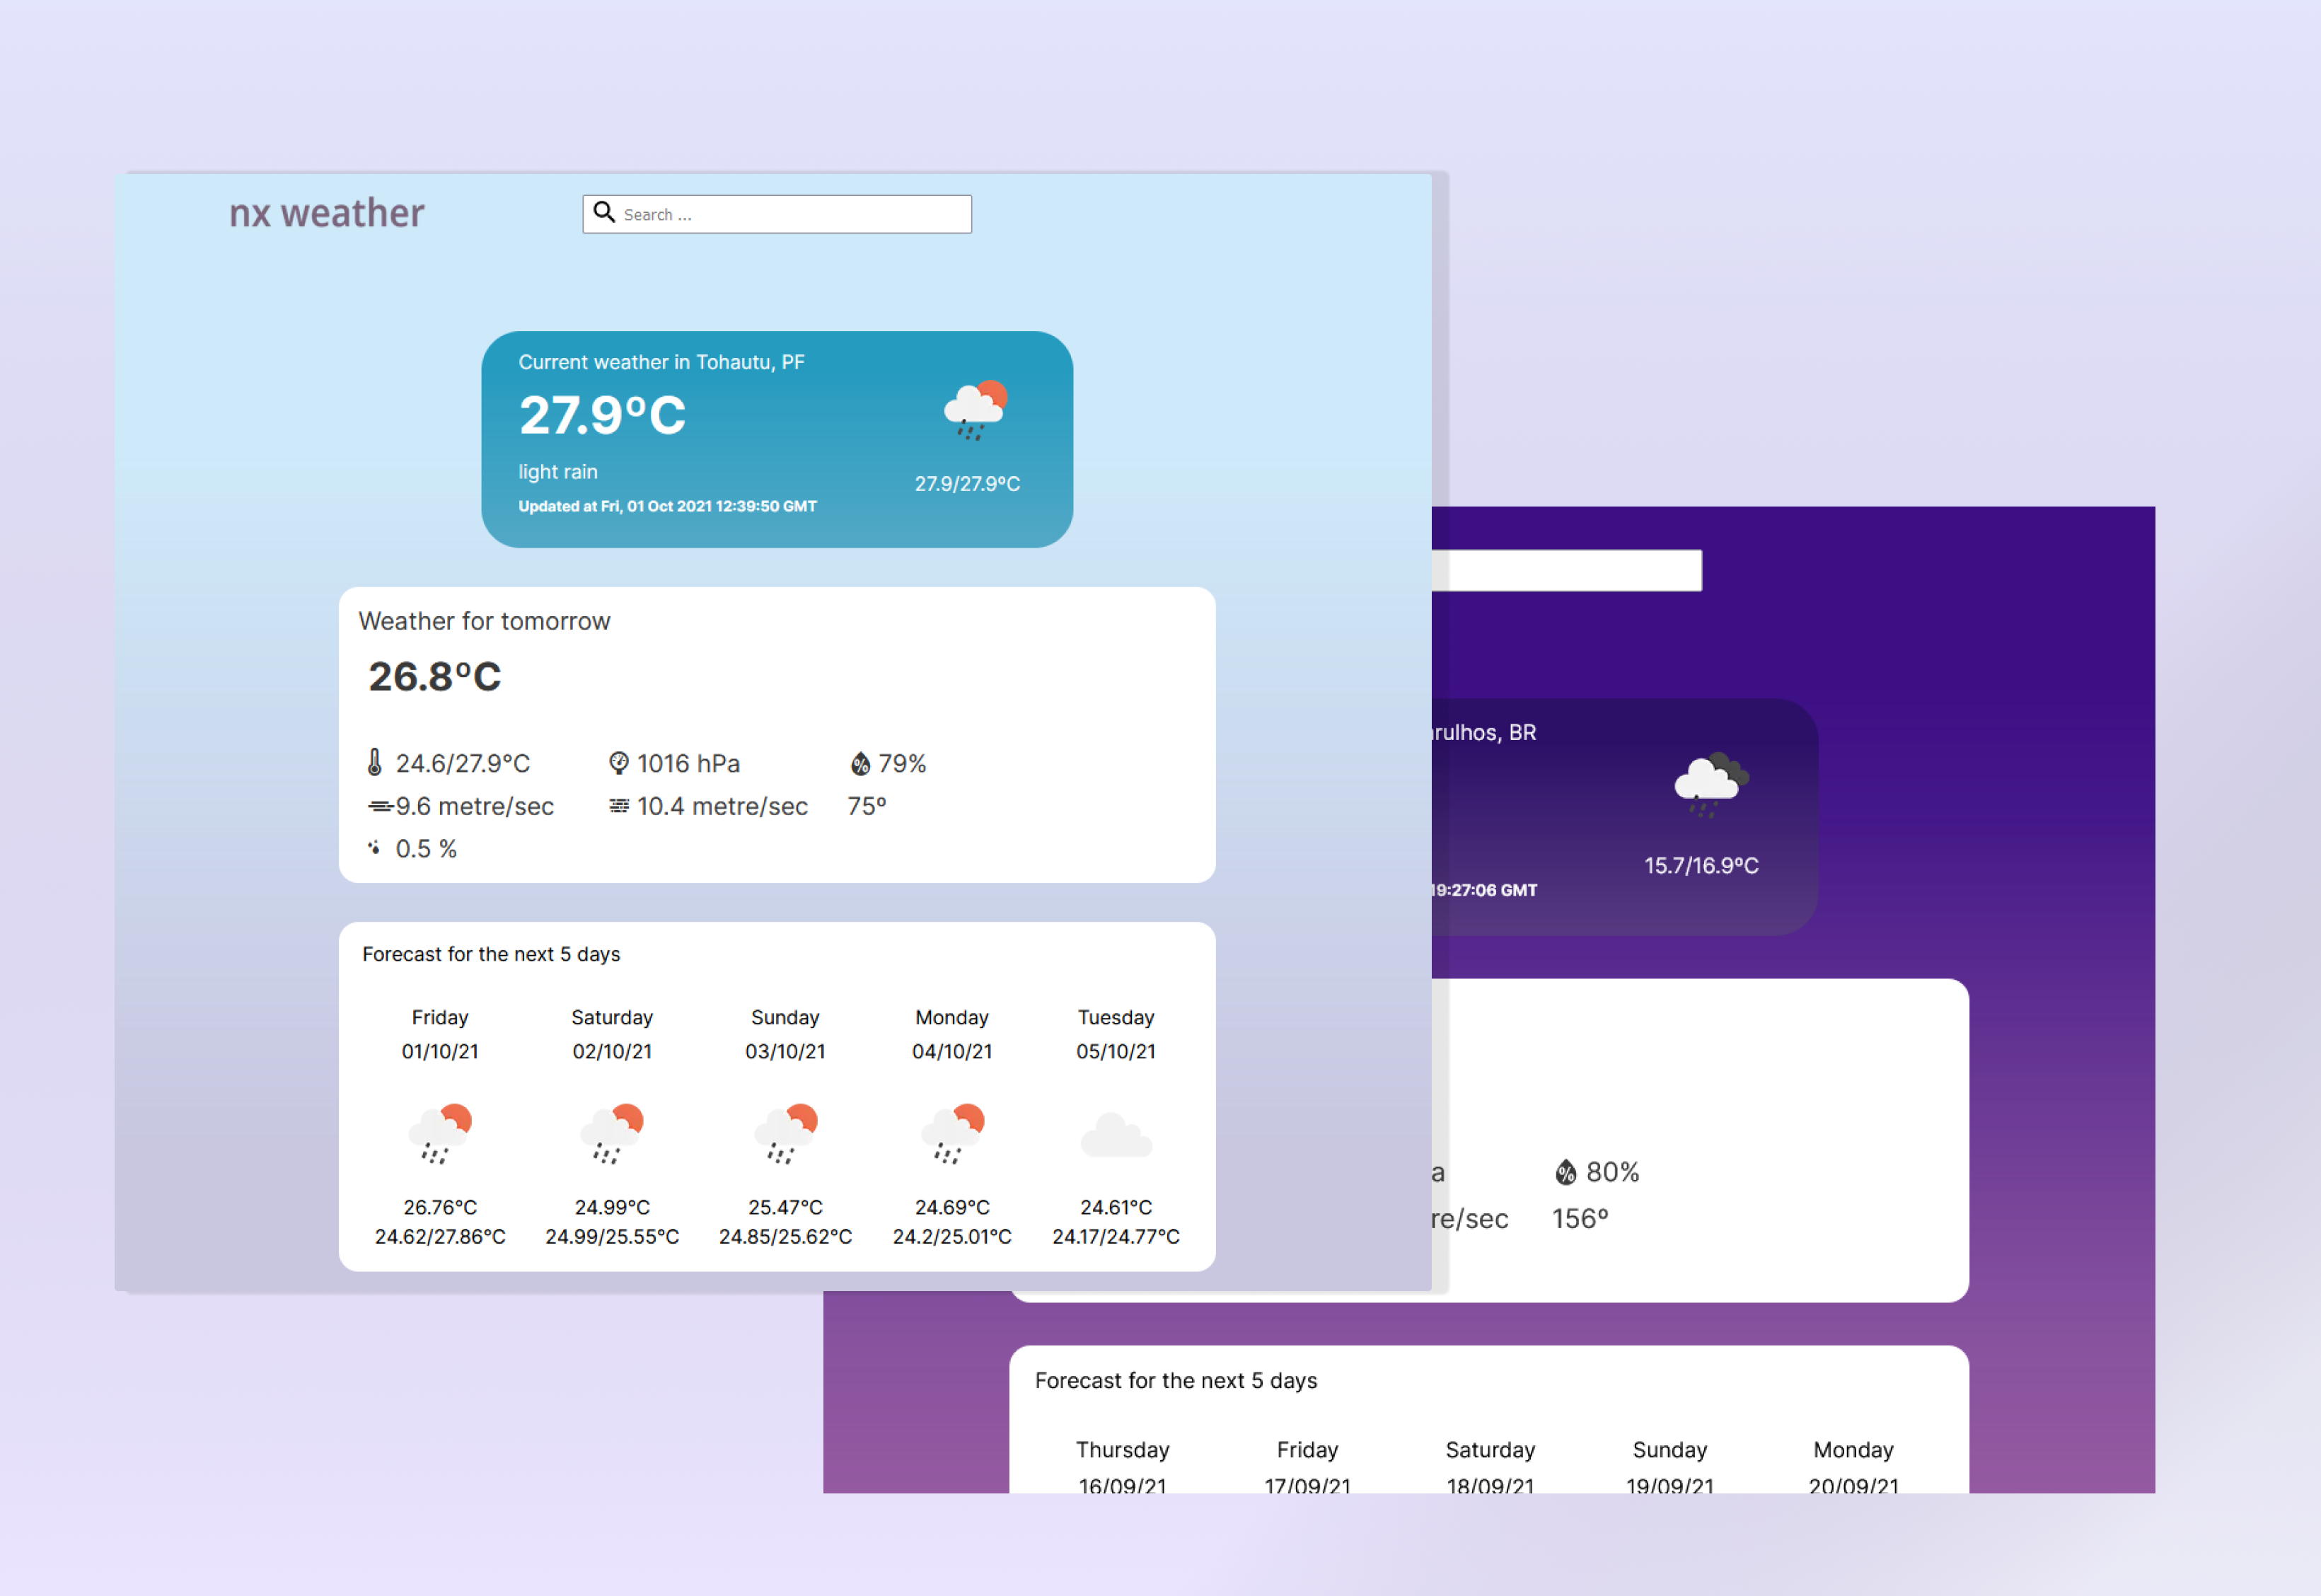 nx weather
Search ...
Current weather in Tohautu, PF
27.9ºC
light rain
27.9/27.9ºC
Updated at Fri, 01 Oct 2021 12:39:50 GMT
Weather for tomorrow
26.8ºC
24.6/27.9°C 1016 hPa 79%
9.6 metre/sec 10.4 metre/sec 75º
0.5 %
Forecast for the next 5 days
Friday Saturday Sunday Monday Tuesday
01/10/21 02/10/21 03/10/21 04/10/21 05/10/21
26.76°C 24.99°C 25.47°C 24.69°C 24.61°C
24.62/27.86°C 24.99/25.55°C 24.85/25.62°C 24.2/25.01°C 24.17/24.77°C
rulhos, BR
15.7/16.9ºC
19:27:06 GMT
a 80%
re/sec 156º
Forecast for the next 5 days
Thursday Friday Saturday Sunday Monday
16/09/21 17/09/21 18/09/21 19/09/21 20/09/21